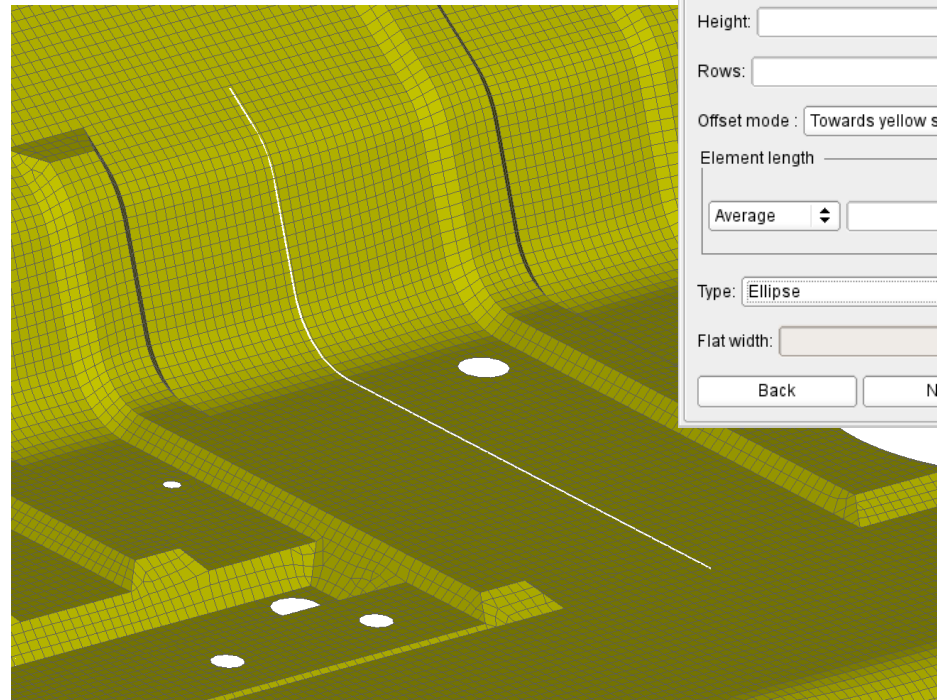 Height:
Rows:
Offset mode : Towards yellow s
Element length
Average
Type: Ellipse
Flat width:
Back N